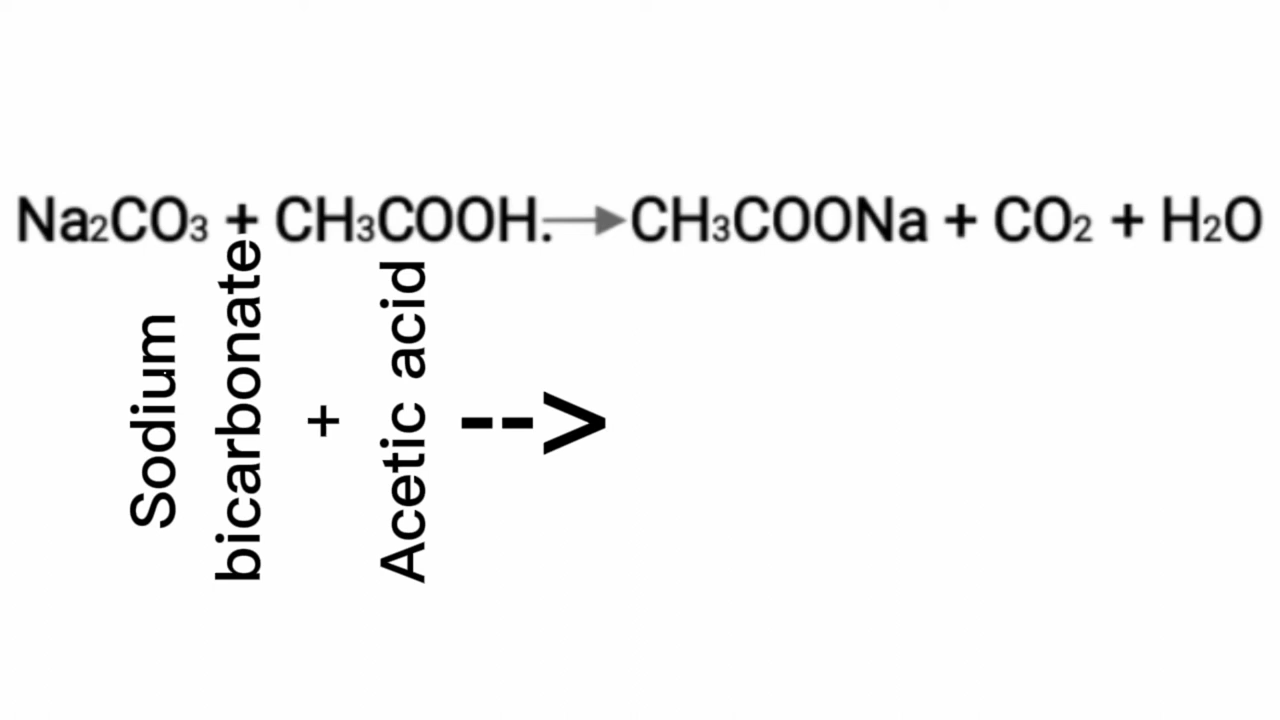 Na₂CO₃ + CH₃COOH. → CH₃COONa + CO₂ + H₂O
Sodium
bicarbonate
+
Acetic acid
-->